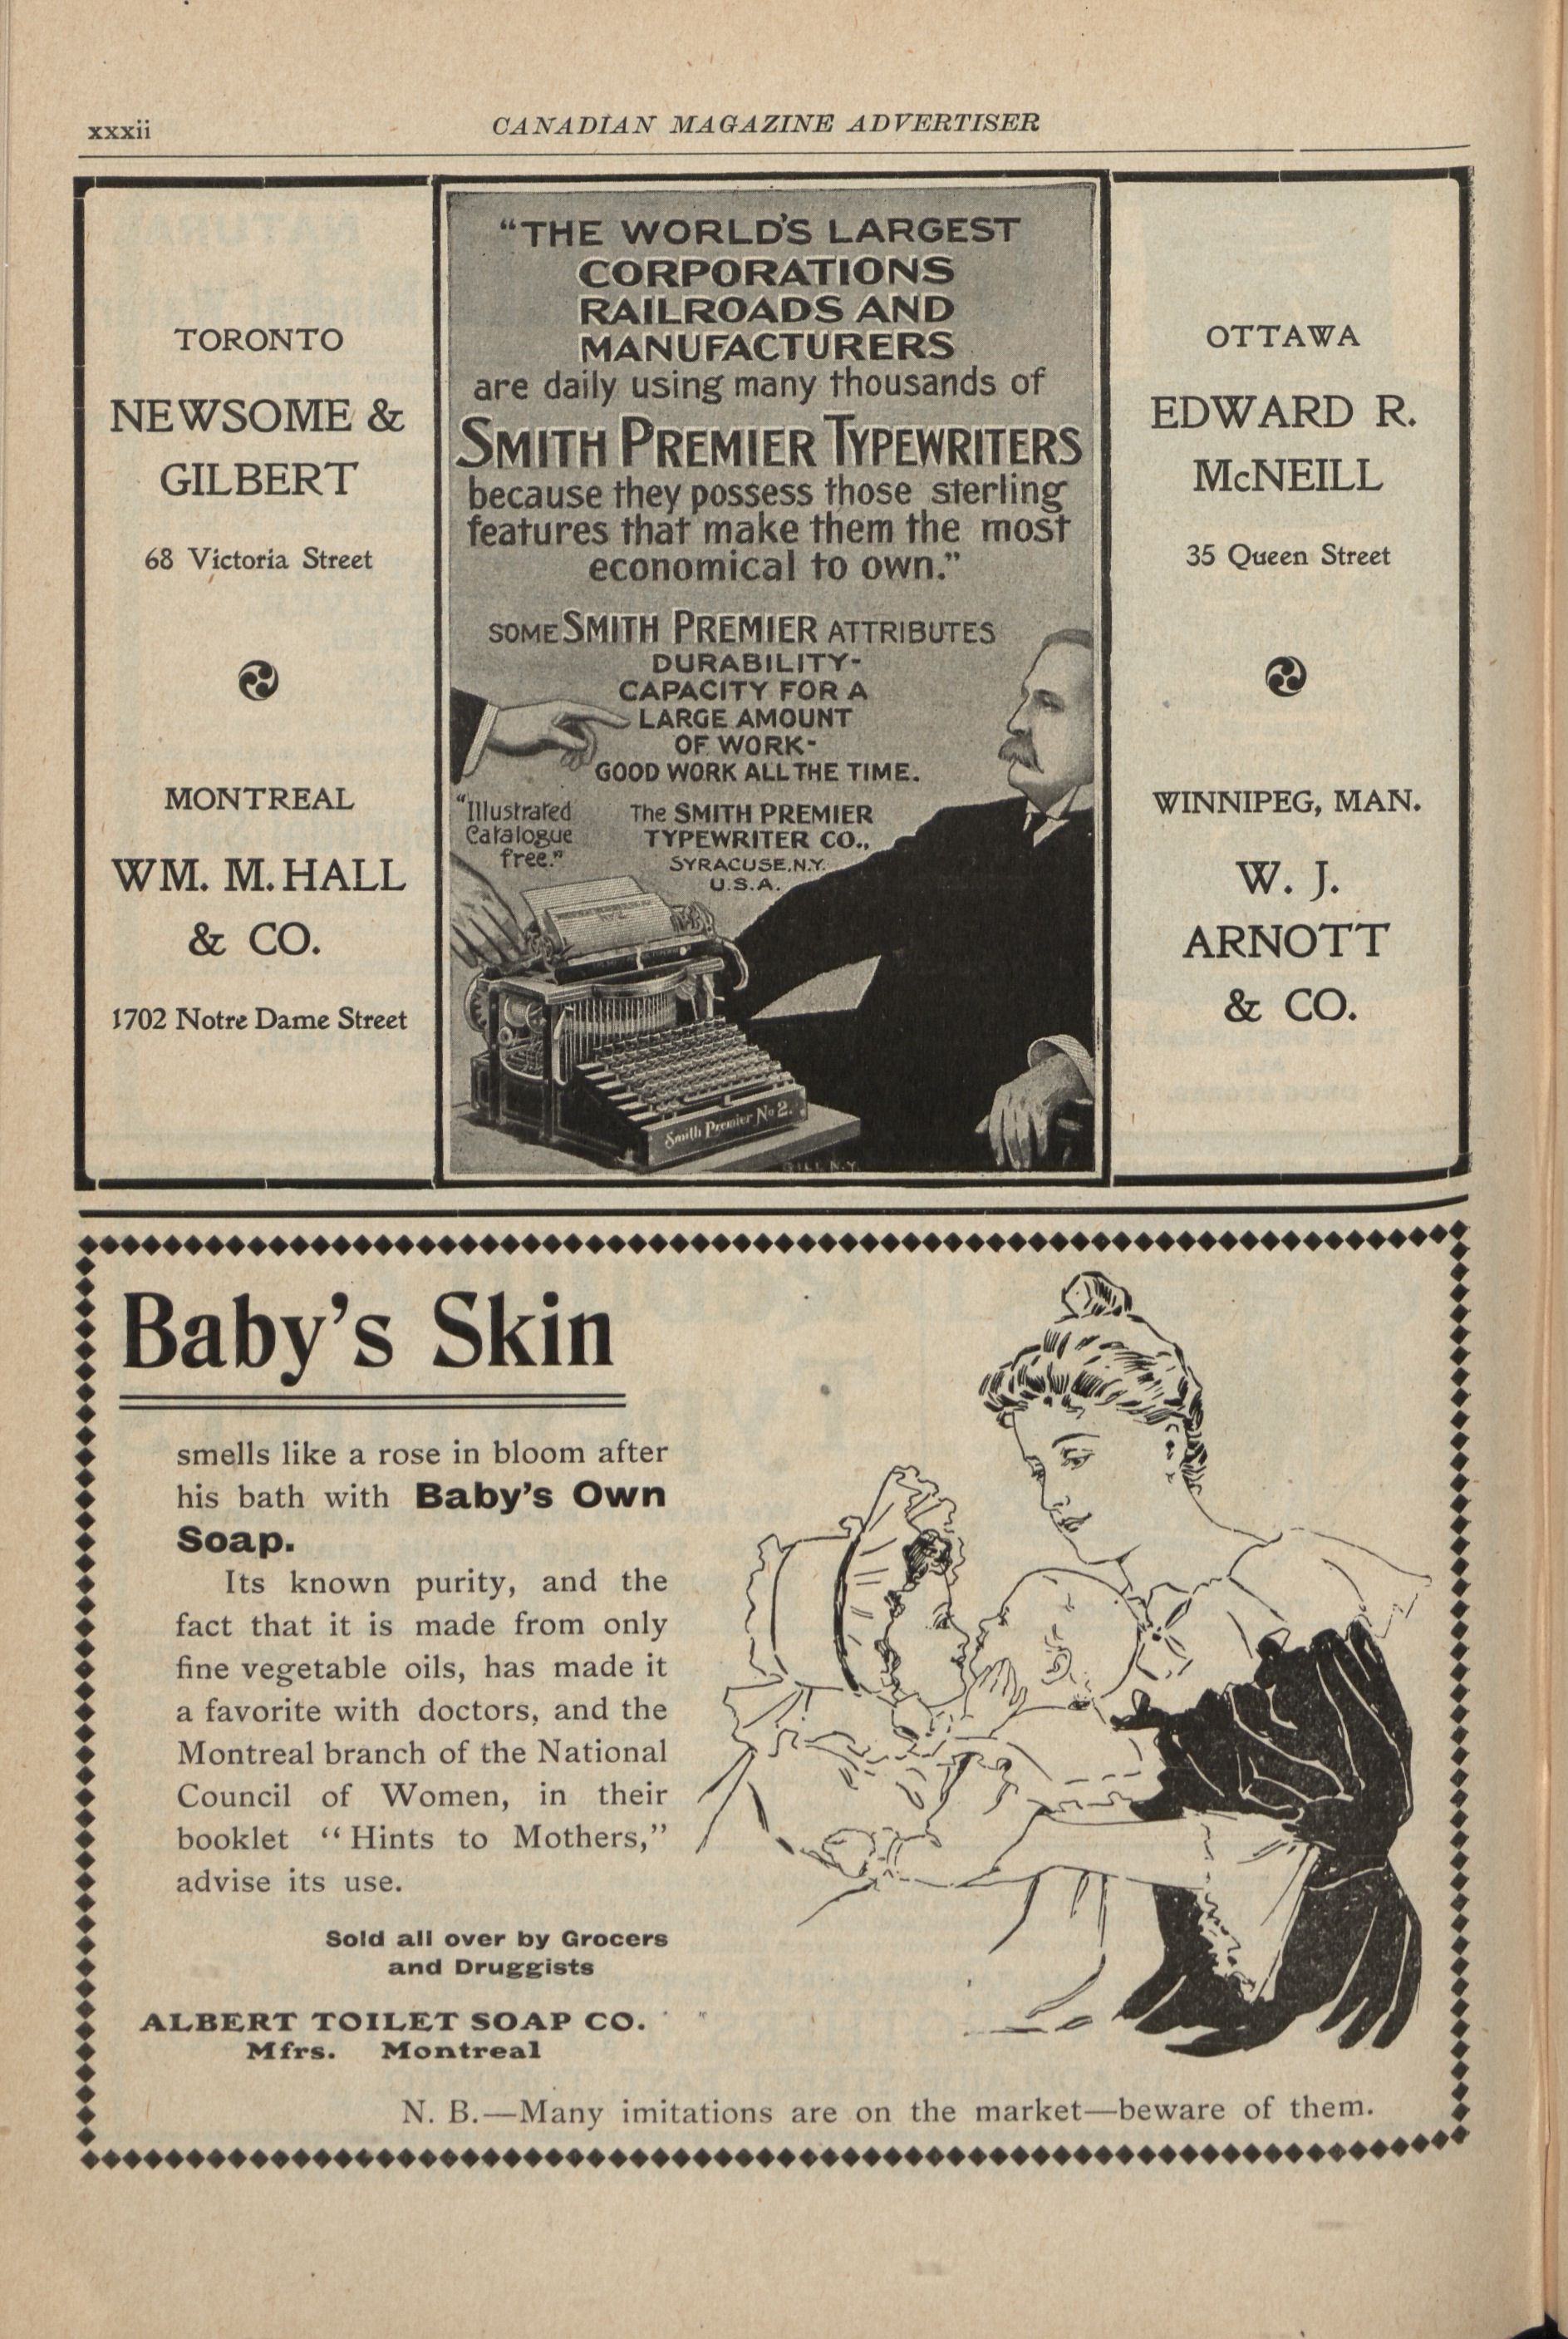 xxxii
CANADIAN MAGAZINE ADVERTISER
TORONTO
NEWSOME &
GILBERT
68 Victoria Street
MONTREAL
WM. M. HALL
& CO.
1702 Notre Dame Street
"THE WORLD'S LARGEST
CORPORATIONS
RAILROADS AND
MANUFACTURERS
are daily using many thousands of
SMITH PREMIER TYPEWRITERS
because they possess those sterling
features that make them the most
economical to own."
SOME SMITH PREMIER ATTRIBUTES
DURABILITY-
CAPACITY FOR A
LARGE AMOUNT
OF WORK-
GOOD WORK ALL THE TIME.
"Illustrated
Catalogue
free."
The SMITH PREMIER
TYPEWRITER CO.,
SYRACUSE, N.Y.
U.S.A.
Smith Premier No 2.
OTTAWA
EDWARD R.
McNEILL
35 Queen Street
WINNIPEG, MAN.
W. J.
ARNOTT
& CO.
Baby's Skin
smells like a rose in bloom after
his bath with Baby's Own
Soap.
Its known purity, and the
fact that it is made from only
fine vegetable oils, has made it
a favorite with doctors, and the
Montreal branch of the National
Council of Women, in their
booklet "Hints to Mothers,"
advise its use.
Sold all over by Grocers
and Druggists
ALBERT TOILET SOAP CO.
Mfrs. Montreal
N. B.—Many imitations are on the market—beware of them.